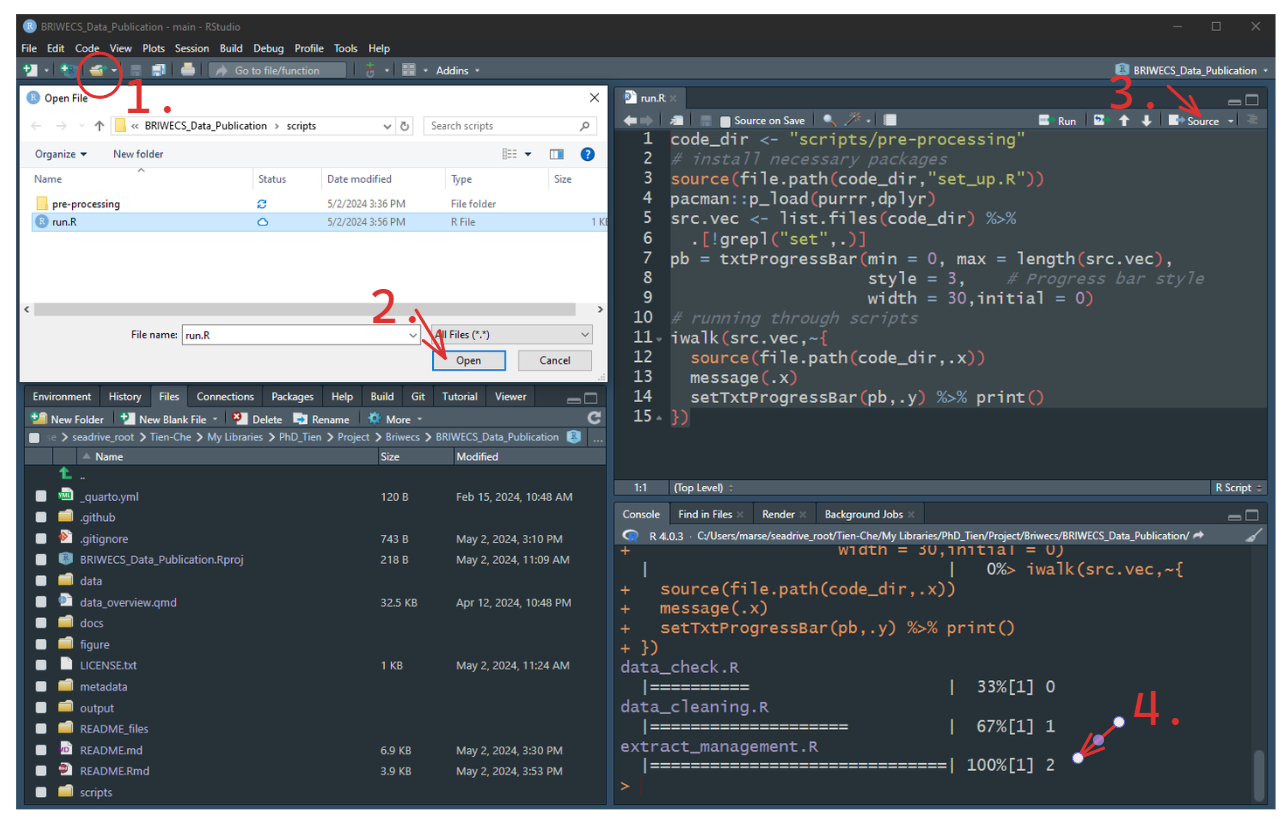 BRIWECS_Data_Publication - main - RStudio
File Edit Code View Plots Session Build Debug Profile Tools Help
Go to file/function Addins
BRIWECS_Data_Publication
1.
Open File
« BRIWECS_Data_Publication > scripts
Search scripts
Organize New folder
Name Status Date modified Type Size
pre-processing 5/2/2024 3:36 PM File folder
run.R 5/2/2024 3:56 PM R File 1 KB
2.
File name: run.R All Files (*.*)
Open Cancel
Environment History Files Connections Packages Help Build Git Tutorial Viewer
New Folder New Blank File Delete Rename More
se > seadrive_root > Tien-Che > My Libraries > PhD_Tien > Project > Briwecs > BRIWECS_Data_Publication ...
Name Size Modified
..
_quarto.yml 120 B Feb 15, 2024, 10:48 AM
.github
.gitignore 743 B May 2, 2024, 3:10 PM
BRIWECS_Data_Publication.Rproj 218 B May 2, 2024, 11:09 AM
data
data_overview.qmd 32.5 KB Apr 12, 2024, 10:48 PM
docs
figure
LICENSE.txt 1 KB May 2, 2024, 11:24 AM
metadata
output
README_files
README.md 6.9 KB May 2, 2024, 3:30 PM
README.Rmd 3.9 KB May 2, 2024, 3:53 PM
scripts
run.R
3.
Source on Save Run Source
1 code_dir <- "scripts/pre-processing"
2 # install necessary packages
3 source(file.path(code_dir,"set_up.R"))
4 pacman::p_load(purrr,dplyr)
5 src.vec <- list.files(code_dir) %>%
6 .[!grepl("set",.)]
7 pb = txtProgressBar(min = 0, max = length(src.vec),
8 style = 3, # Progress bar style
9 width = 30,initial = 0)
10 # running through scripts
11 iwalk(src.vec,~{
12 source(file.path(code_dir,.x))
13 message(.x)
14 setTxtProgressBar(pb,.y) %>% print()
15 })
1:1 (Top Level) R Script
Console Find in Files Render Background Jobs
R 4.0.3 · C:/Users/marse/seadrive_root/Tien-Che/My Libraries/PhD_Tien/Project/Briwecs/BRIWECS_Data_Publication/
+ width = 30,initial = 0)
| | 0%> iwalk(src.vec,~{
+ source(file.path(code_dir,.x))
+ message(.x)
+ setTxtProgressBar(pb,.y) %>% print()
+ })
data_check.R
|========== | 33%[1] 0
data_cleaning.R
|==================== | 67%[1] 1
4.
extract_management.R
|==============================| 100%[1] 2
>